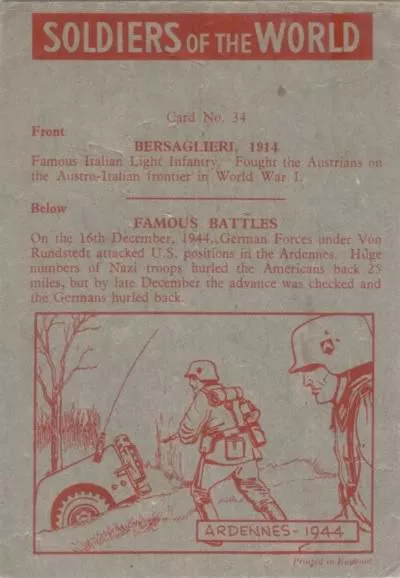 SOLDIERS OF THE WORLD
Card No. 34
Front
BERSAGLIERI, 1914
Famous Italian Light Infantry. Fought the Austrians on
the Austro-Italian frontier in World War I.
Below
FAMOUS BATTLES
On the 16th December, 1944, German Forces under Von
Rundstedt attacked U.S. positions in the Ardennes. Huge
numbers of Nazi troops hurled the Americans back 25
miles, but by late December the advance was checked and
the Germans hurled back.
ARDENNES-1944
Printed in England